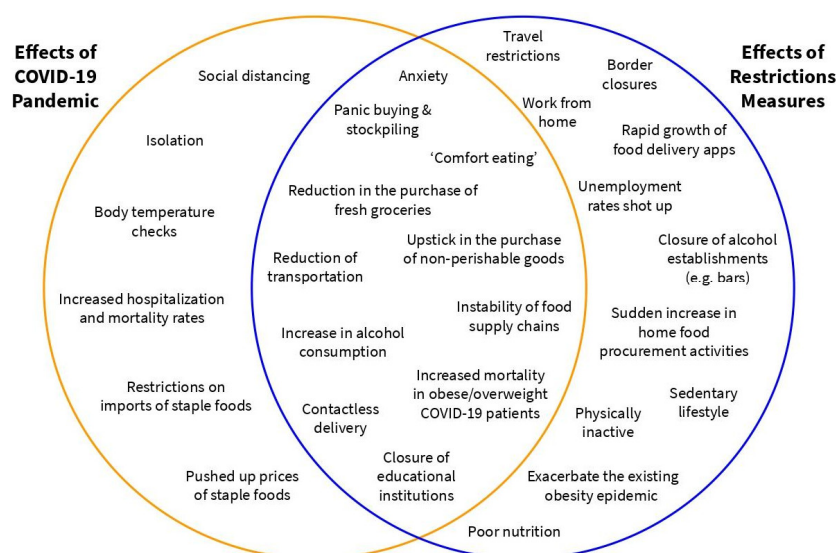 Effects of
COVID-19
Pandemic
Effects of
Restrictions
Measures
Social distancing
Isolation
Body temperature
checks
Increased hospitalization
and mortality rates
Restrictions on
imports of staple foods
Pushed up prices
of staple foods
Anxiety
Panic buying &
stockpiling
‘Comfort eating’
Reduction in the purchase of
fresh groceries
Upstick in the purchase
of non-perishable goods
Reduction of
transportation
Instability of food
supply chains
Increase in alcohol
consumption
Increased mortality
in obese/overweight
COVID-19 patients
Contactless
delivery
Closure of
educational
institutions
Travel
restrictions
Border
closures
Work from
home
Rapid growth of
food delivery apps
Unemployment
rates shot up
Closure of alcohol
establishments
(e.g. bars)
Sudden increase in
home food
procurement activities
Sedentary
lifestyle
Physically
inactive
Exacerbate the existing
obesity epidemic
Poor nutrition